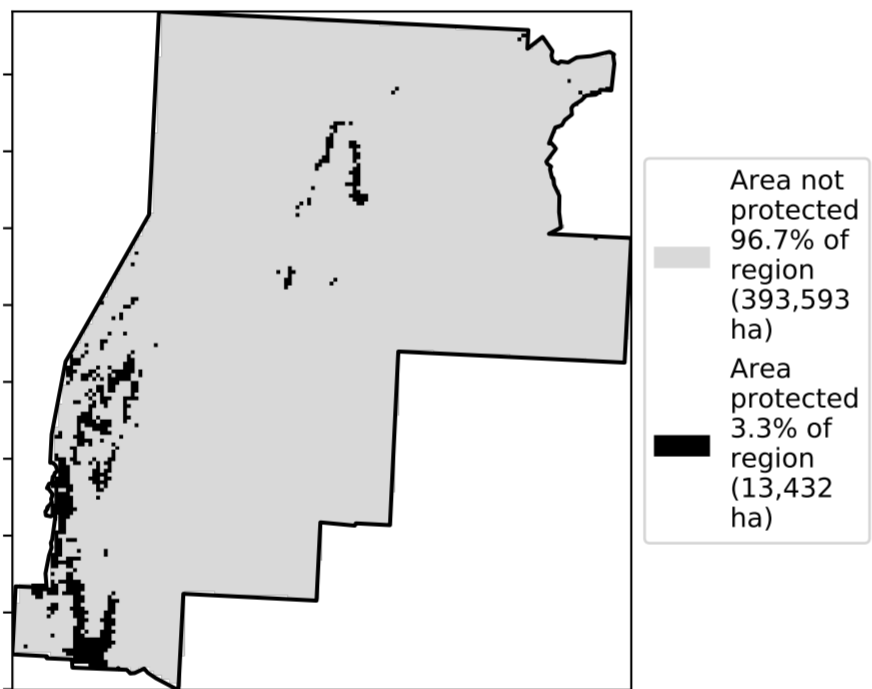 Area not
protected
96.7% of
region
(393,593
ha)
Area
protected
3.3% of
region
(13,432
ha)